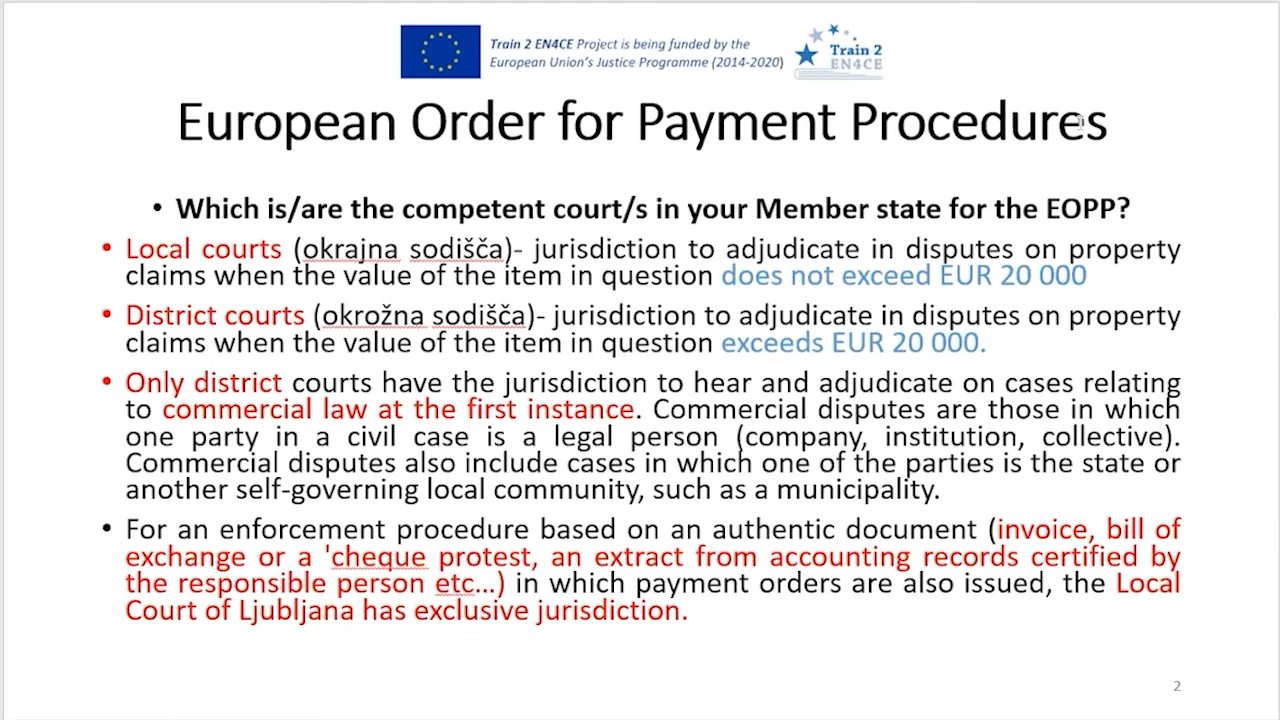 Train 2 EN4CE Project is being funded by the
European Union's Justice Programme (2014-2020)
Train 2
EN4CE
European Order for Payment Procedures
• Which is/are the competent court/s in your Member state for the EOPP?
• Local courts (okrajna sodišča)- jurisdiction to adjudicate in disputes on property
claims when the value of the item in question does not exceed EUR 20 000
• District courts (okrožna sodišča)- jurisdiction to adjudicate in disputes on property
claims when the value of the item in question exceeds EUR 20 000.
• Only district courts have the jurisdiction to hear and adjudicate on cases relating
to commercial law at the first instance. Commercial disputes are those in which
one party in a civil case is a legal person (company, institution, collective).
Commercial disputes also include cases in which one of the parties is the state or
another self-governing local community, such as a municipality.
• For an enforcement procedure based on an authentic document (invoice, bill of
exchange or a 'cheque protest, an extract from accounting records certified by
the responsible person etc…) in which payment orders are also issued, the Local
Court of Ljubljana has exclusive jurisdiction.
2